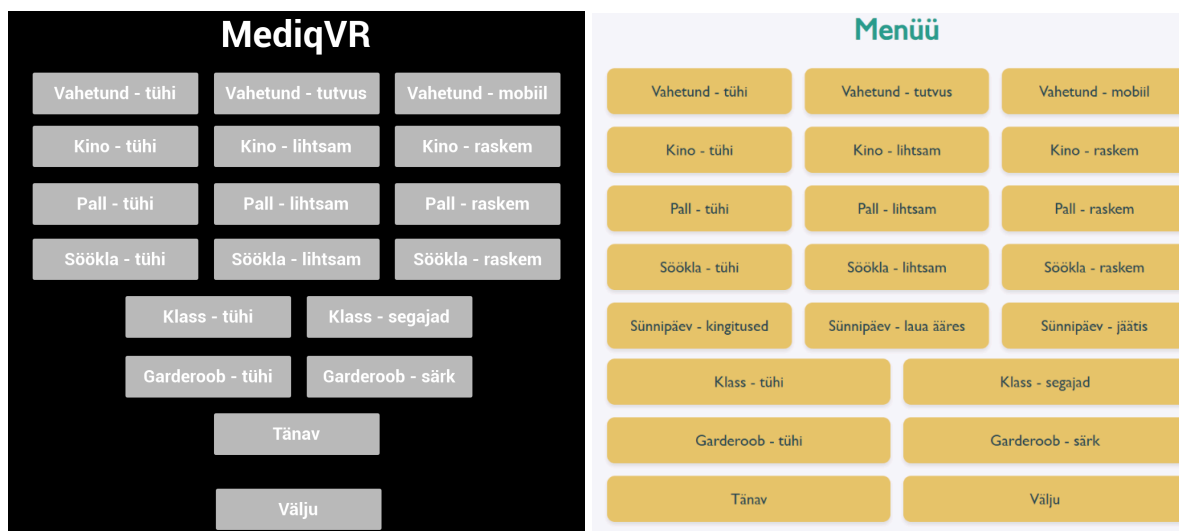 MediqVR
Vahetund - tühi
Vahetund - tutvus
Vahetund - mobiil
Kino - tühi
Kino - lihtsam
Kino - raskem
Pall - tühi
Pall - lihtsam
Pall - raskem
Söökla - tühi
Söökla - lihtsam
Söökla - raskem
Klass - tühi
Klass - segajad
Garderoob - tühi
Garderoob - särk
Tänav
Välju
Menüü
Vahetund - tühi
Vahetund - tutvus
Vahetund - mobiil
Kino - tühi
Kino - lihtsam
Kino - raskem
Pall - tühi
Pall - lihtsam
Pall - raskem
Söökla - tühi
Söökla - lihtsam
Söökla - raskem
Sünnipäev - kingitused
Sünnipäev - laua ääres
Sünnipäev - jäätis
Klass - tühi
Klass - segajad
Garderoob - tühi
Garderoob - särk
Tänav
Välju